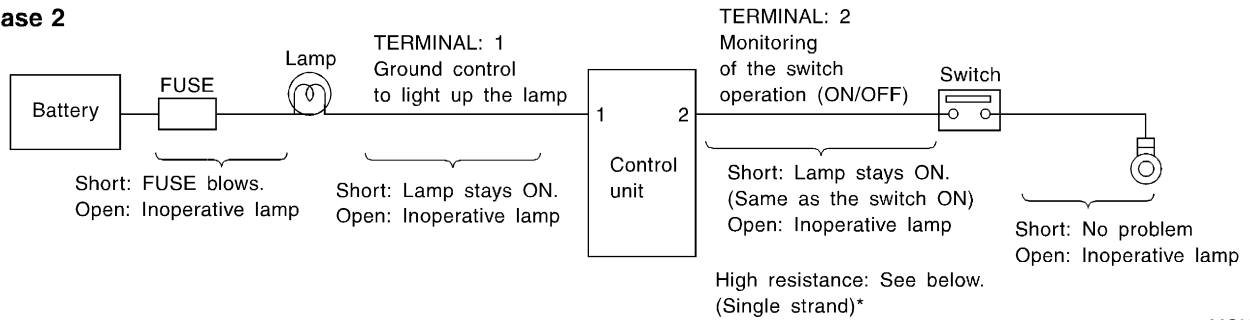 ase 2
Battery
FUSE
Lamp
TERMINAL: 1
Ground control
to light up the lamp
TERMINAL: 2
Monitoring
of the switch
operation (ON/OFF)
Switch
1
2
Control
unit
Short: FUSE blows.
Open: Inoperative lamp
Short: Lamp stays ON.
Open: Inoperative lamp
Short: Lamp stays ON.
(Same as the switch ON)
Open: Inoperative lamp
High resistance: See below.
(Single strand)*
Short: No problem
Open: Inoperative lamp